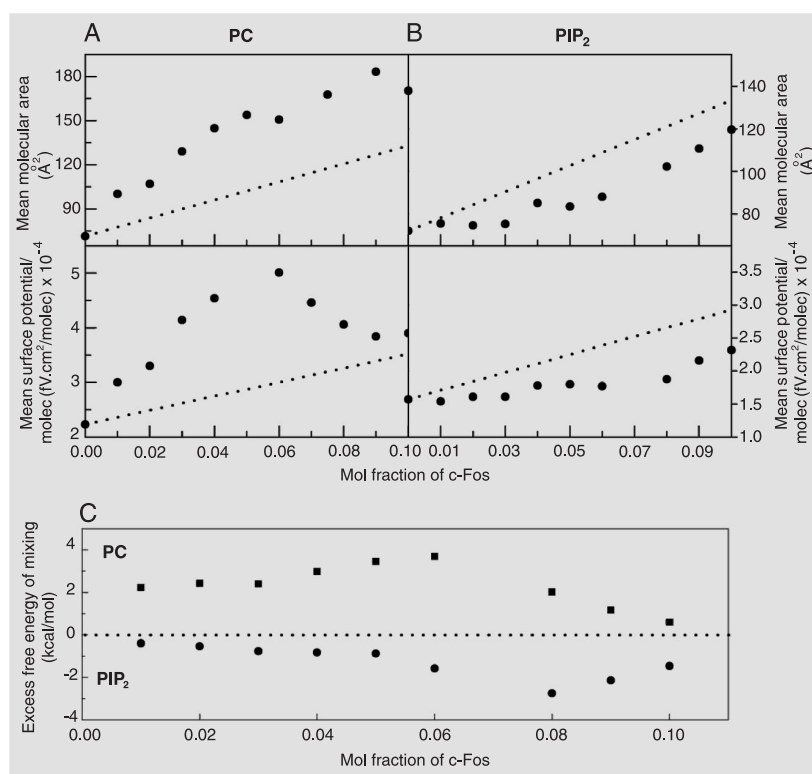 A
PC
B
PIP₂
180
150
120
90
Mean molecular area
(Å²)
140
120
100
80
Mean molecular area
(Å²)
5
4
3
2
Mean surface potential/
molec (fV.cm²/molec) x 10⁻⁴
3.5
3.0
2.5
2.0
1.5
1.0
Mean surface potential/
molec (fV.cm²/molec) x 10⁻⁴
0.00 0.02 0.04 0.06 0.08 0.10 0.01 0.03 0.05 0.07 0.09
Mol fraction of c-Fos
C
PC
PIP₂
4
2
0
-2
-4
Excess free energy of mixing
(kcal/mol)
0.00 0.02 0.04 0.06 0.08 0.10
Mol fraction of c-Fos